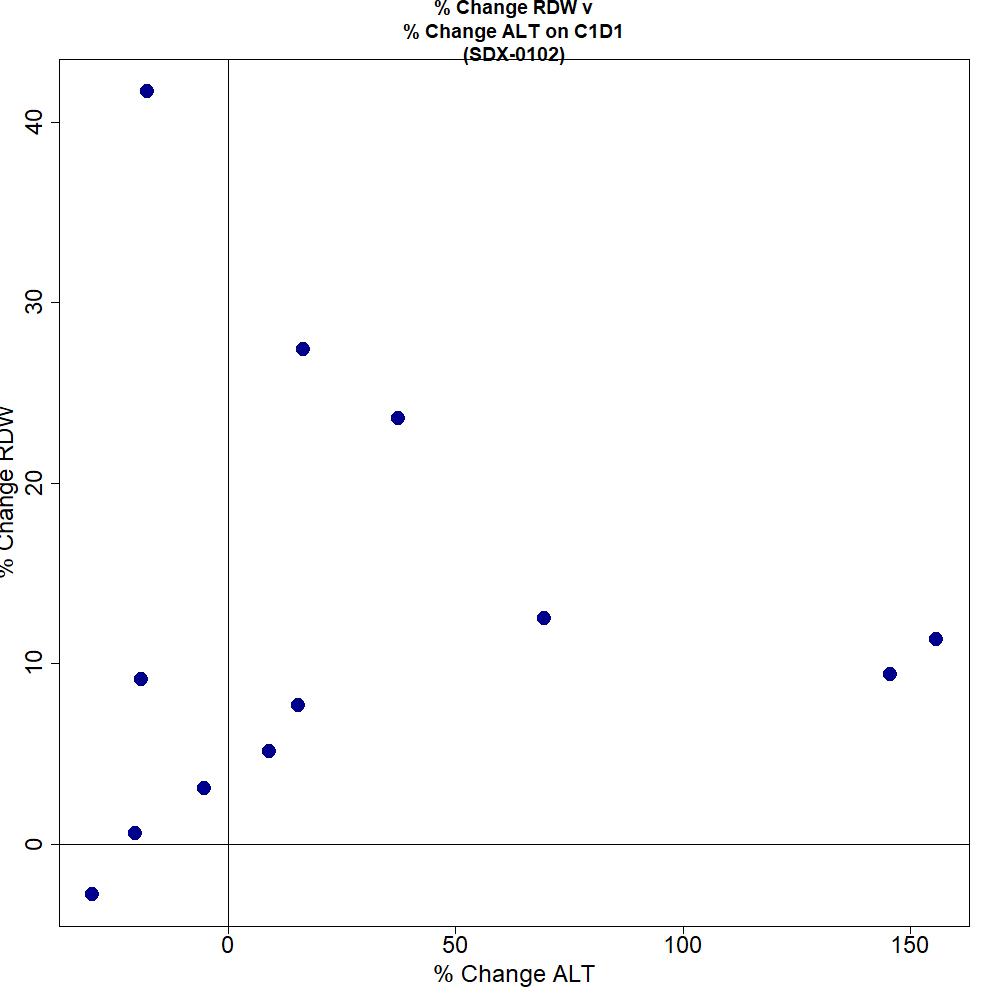 % Change RDW v
% Change ALT on C1D1
(SDX-0102)
% Change RDW
40
30
20
10
0
0 50 100 150
% Change ALT